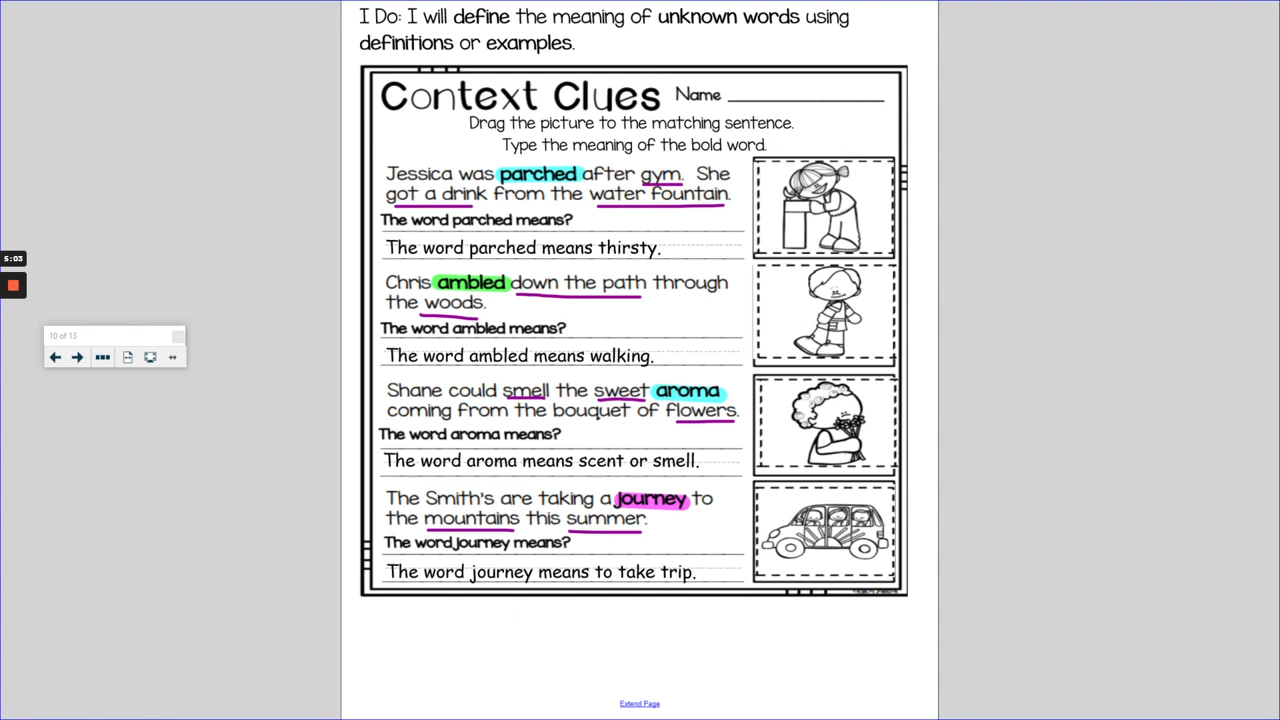 I Do: I will define the meaning of unknown words using
definitions or examples.
Context Clues Name
Drag the picture to the matching sentence.
Type the meaning of the bold word.
Jessica was parched after gym. She
got a drink from the water fountain.
The word parched means?
The word parched means thirsty.
Chris ambled down the path through
the woods.
The word ambled means?
The word ambled means walking.
Shane could smell the sweet aroma
coming from the bouquet of flowers.
The word aroma means?
The word aroma means scent or smell.
The Smith's are taking a journey to
the mountains this summer.
The word journey means?
The word journey means to take trip.
5:03
10 of 13
Extend Page